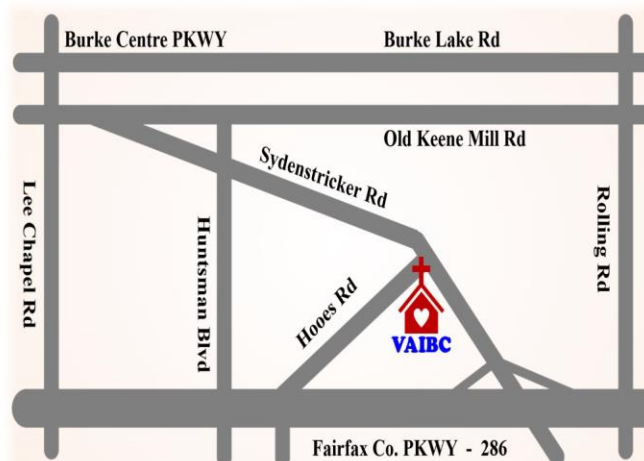 Burke Centre PKWY
Burke Lake Rd
Old Keene Mill Rd
Sydenstricker Rd
Lee Chapel Rd
Huntsman Blvd
Rolling Rd
Hooes Rd
VAIBC
Fairfax Co. PKWY - 286